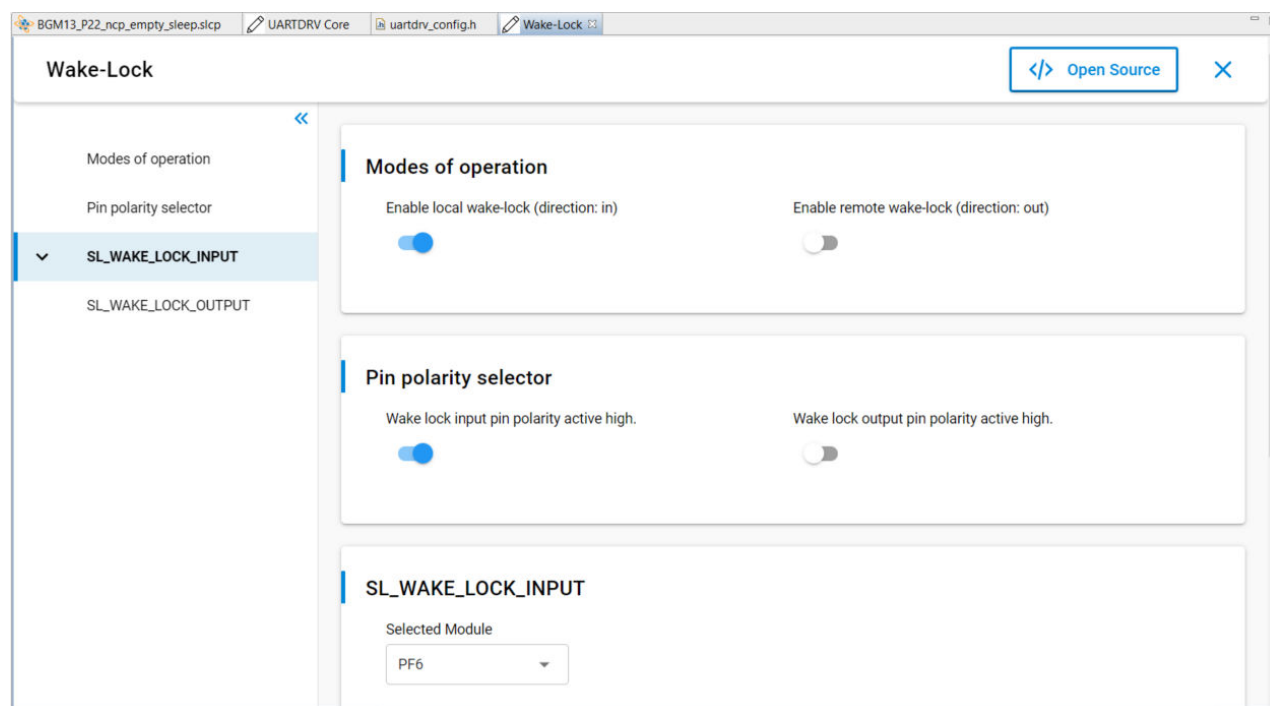 BGM13_P22_ncp_empty_sleep.slcp UARTDRV Core uartdrv_config.h Wake-Lock
Wake-Lock
</> Open Source
Modes of operation
Pin polarity selector
SL_WAKE_LOCK_INPUT
SL_WAKE_LOCK_OUTPUT
Modes of operation
Enable local wake-lock (direction: in) Enable remote wake-lock (direction: out)
Pin polarity selector
Wake lock input pin polarity active high. Wake lock output pin polarity active high.
SL_WAKE_LOCK_INPUT
Selected Module
PF6